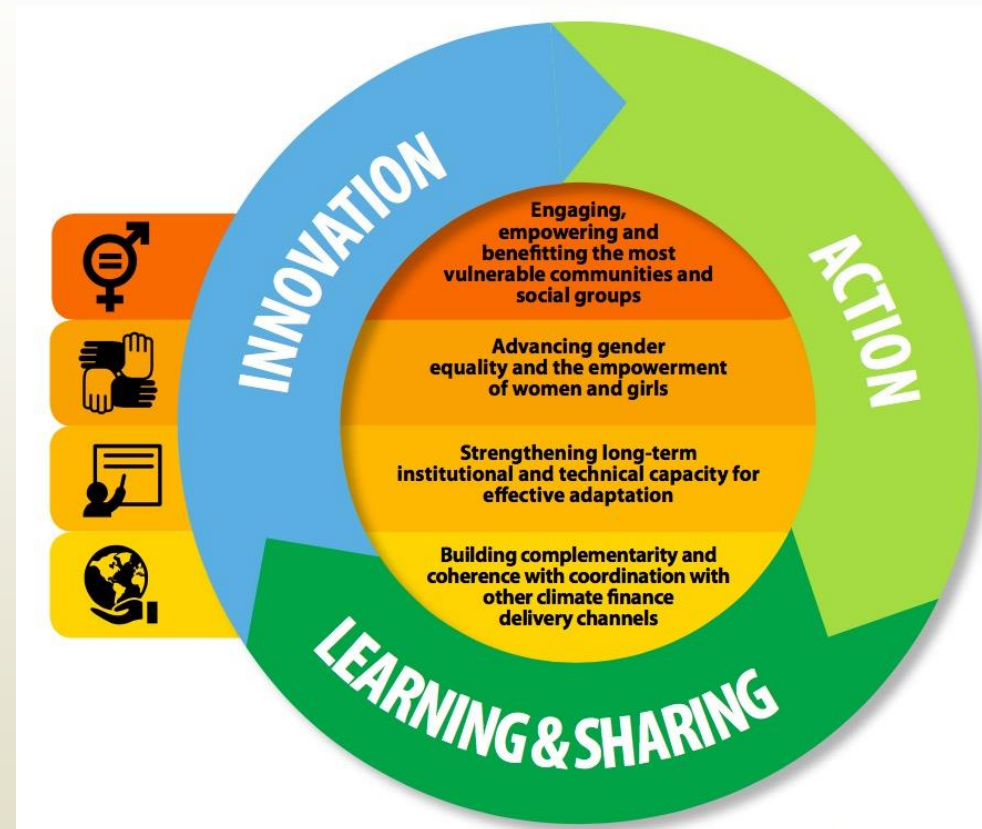 INNOVATION
ACTION
Engaging,
empowering and
benefitting the most
vulnerable communities and
social groups
Advancing gender
equality and the empowerment
of women and girls
Strengthening long-term
institutional and technical capacity for
effective adaptation
Building complementarity and
coherence with coordination with
other climate finance
delivery channels
LEARNING & SHARING